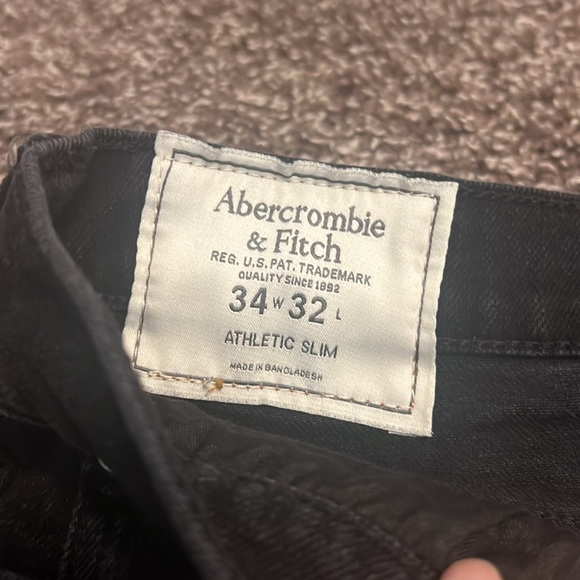 Abercrombie
& Fitch
REG. U.S. PAT. TRADEMARK
QUALITY SINCE 1892
34 W 32 L
ATHLETIC SLIM
MADE IN BANGLADESH